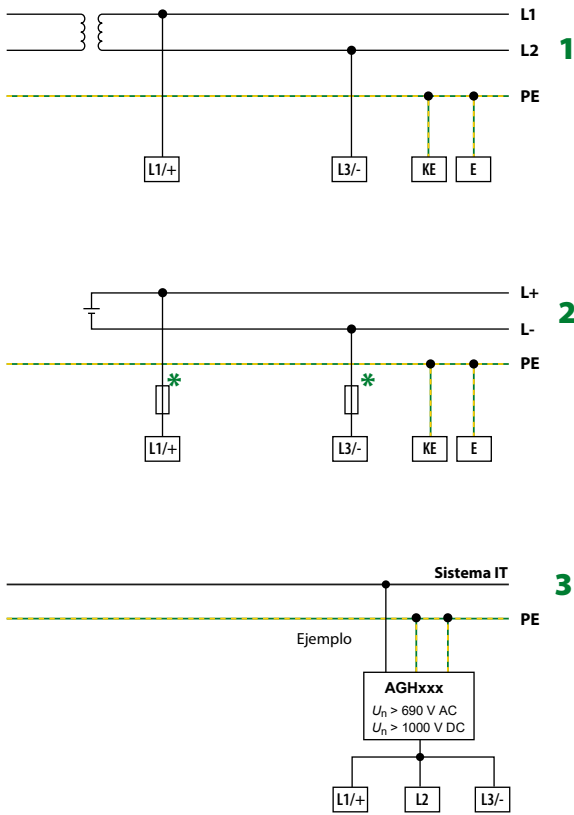 L1
L2
1
PE
L1/+
L3/-
KE
E
L+
2
L-
PE
*
*
L1/+
L3/-
KE
E
Sistema IT
3
PE
Ejemplo
AGHxxx
Un > 690 V AC
Un > 1000 V DC
L1/+
L2
L3/-